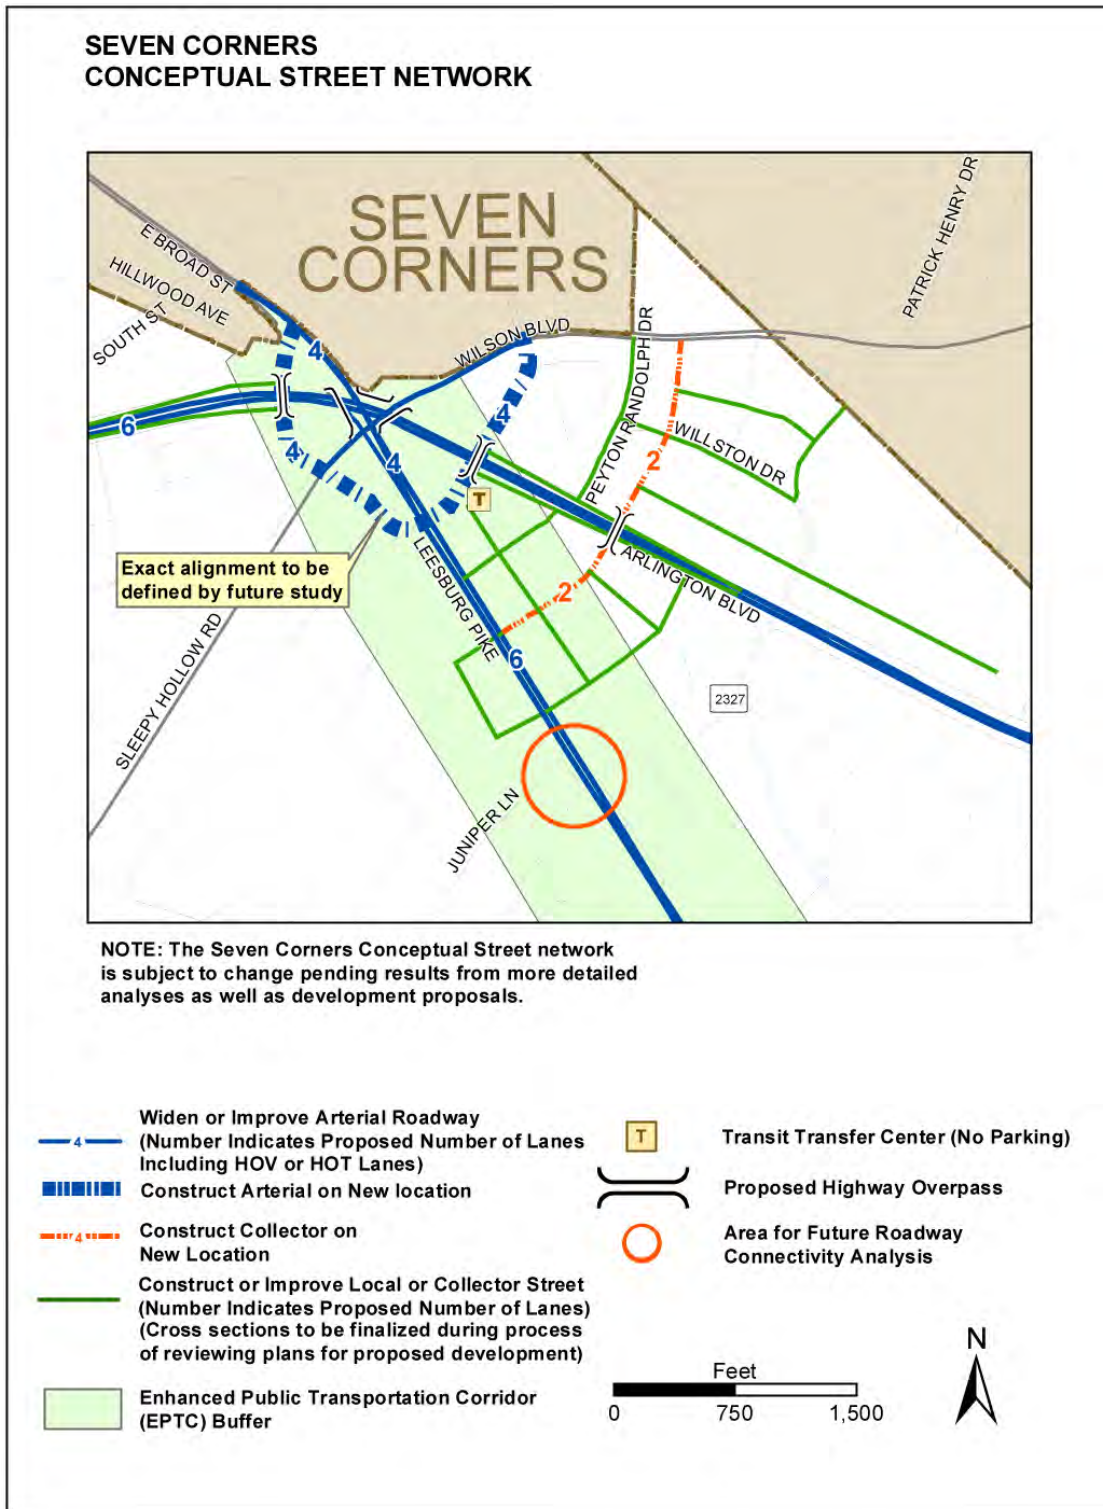 SEVEN CORNERS
CONCEPTUAL STREET NETWORK
SEVEN
CORNERS
E BROAD ST
HILLWOOD AVE
SOUTH ST
PATRICK HENRY DR
WILSON BLVD
PEYTON RANDOLPH DR
WILLSTON DR
4
4
6
4
4
2
T
ARLINGTON BLVD
LEESBURG PIKE
Exact alignment to be
defined by future study
2
6
SLEEPY HOLLOW RD
2327
JUNIPER LN
NOTE: The Seven Corners Conceptual Street network
is subject to change pending results from more detailed
analyses as well as development proposals.
4
Widen or Improve Arterial Roadway
(Number Indicates Proposed Number of Lanes
Including HOV or HOT Lanes)
Construct Arterial on New location
4
Construct Collector on
New Location
Construct or Improve Local or Collector Street
(Number Indicates Proposed Number of Lanes)
(Cross sections to be finalized during process
of reviewing plans for proposed development)
Enhanced Public Transportation Corridor
(EPTC) Buffer
T
Transit Transfer Center (No Parking)
Proposed Highway Overpass
Area for Future Roadway
Connectivity Analysis
Feet
0 750 1,500
N